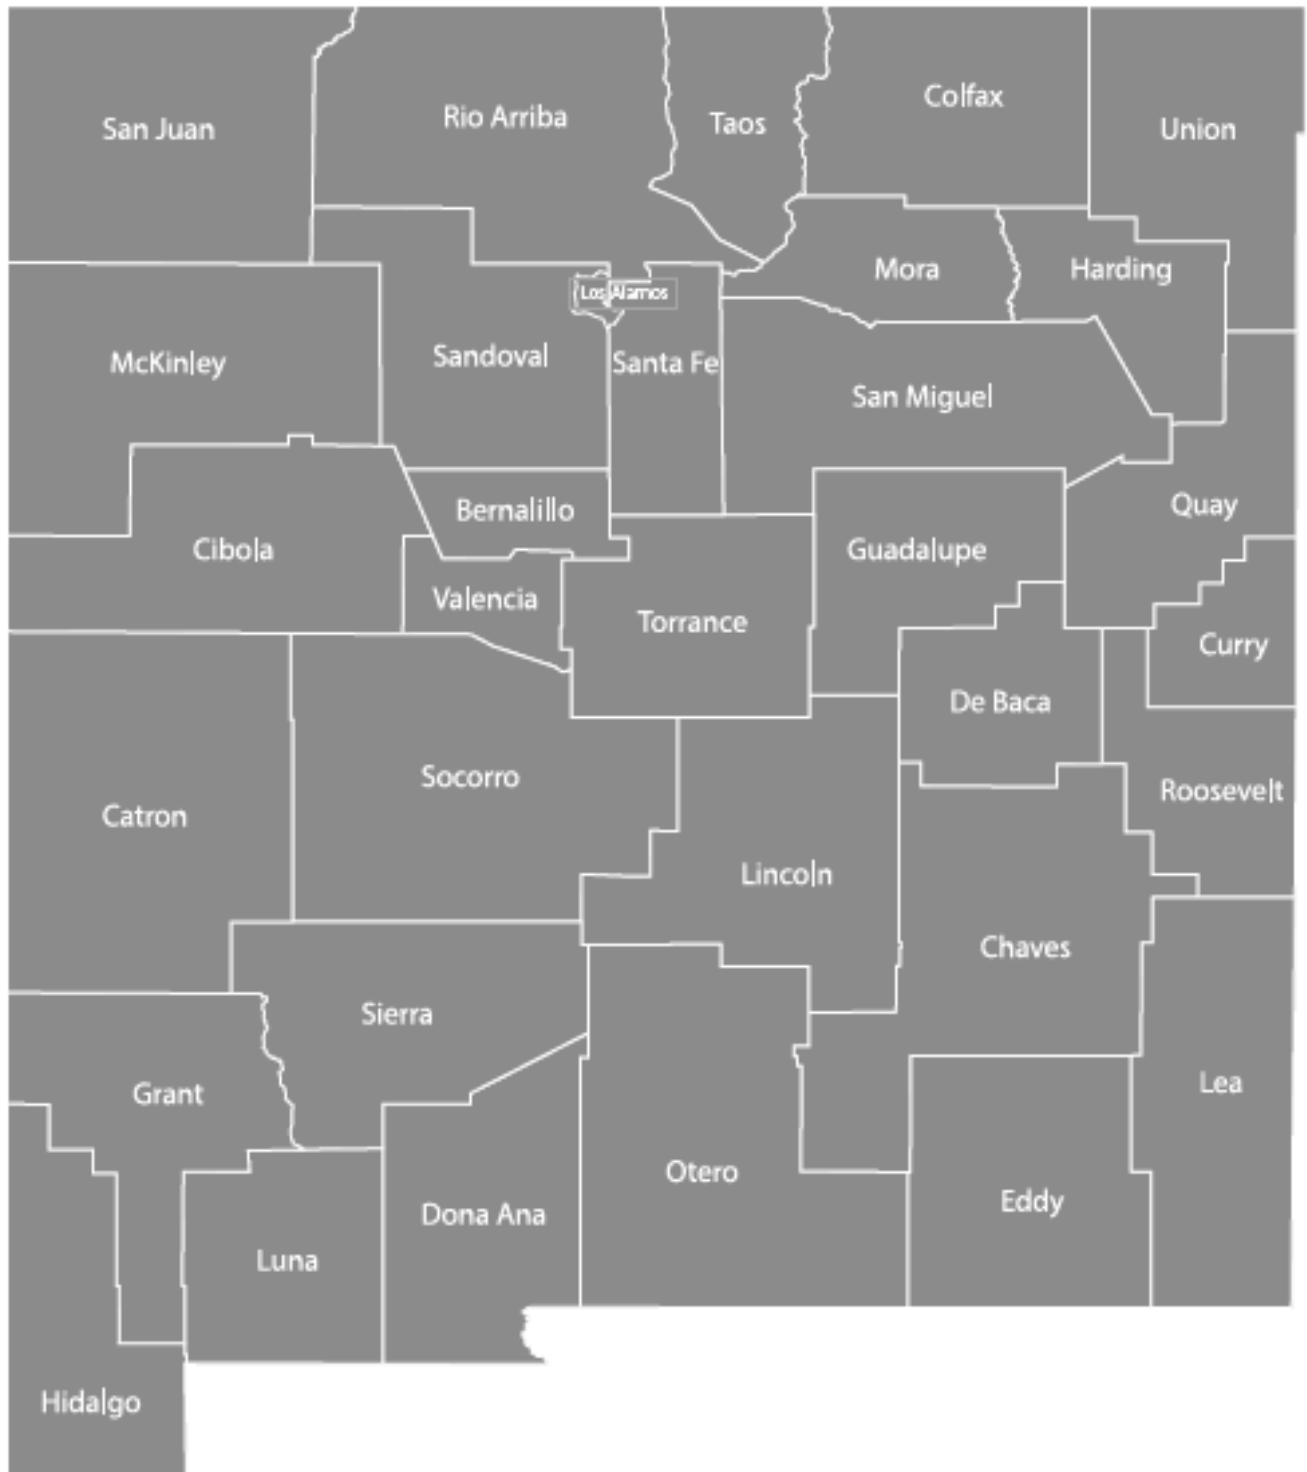 Colfax
Rio Arriba
Taos
San Juan
Union
Mora
Harding
Los Alamos
Sandoval
McKinley
Santa Fe
San Miguel
Quay
Bernalillo
Cibola
Guadalupe
Valencia
Torrance
Curry
De Baca
Socorro
Roosevelt
Catron
Lincoln
Chaves
Sierra
Lea
Grant
Otero
Eddy
Dona Ana
Luna
Hidalgo